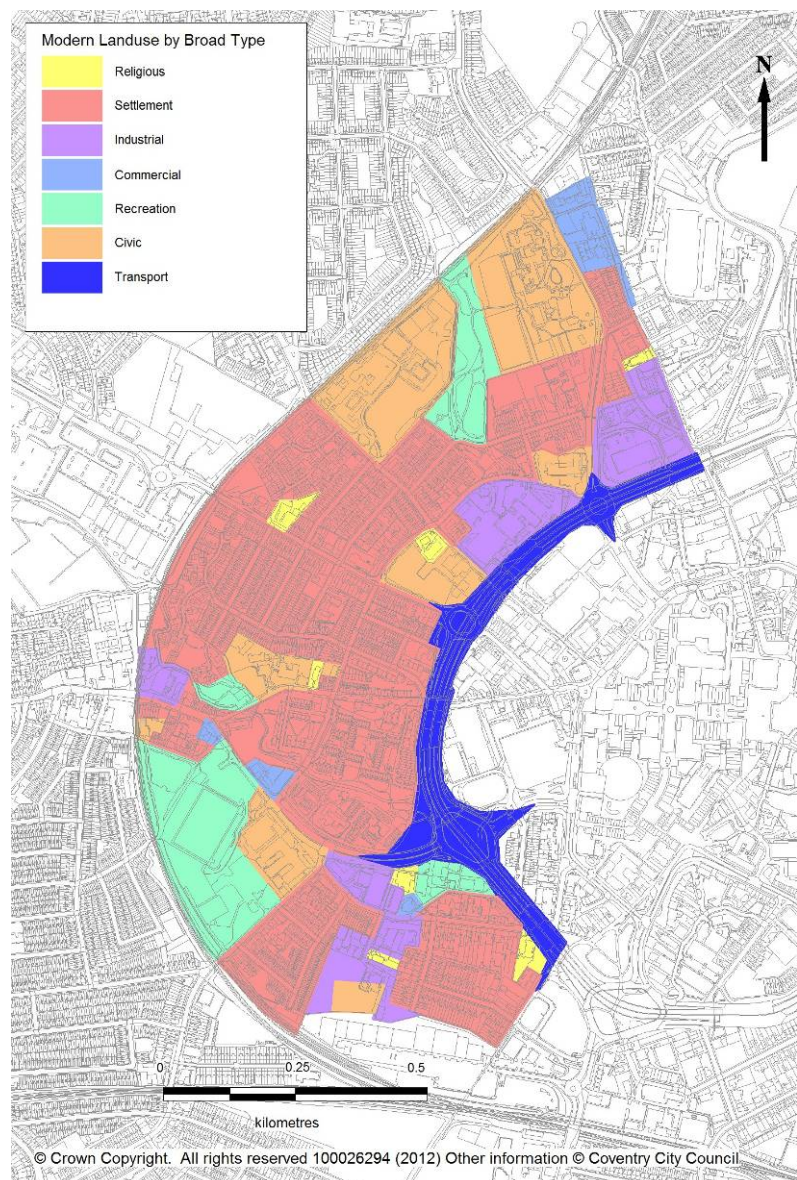 Modern Landuse by Broad Type
Religious
Settlement
Industrial
Commercial
Recreation
Civic
Transport
N
0 0.25 0.5
kilometres
© Crown Copyright. All rights reserved 100026294 (2012) Other information © Coventry City Council